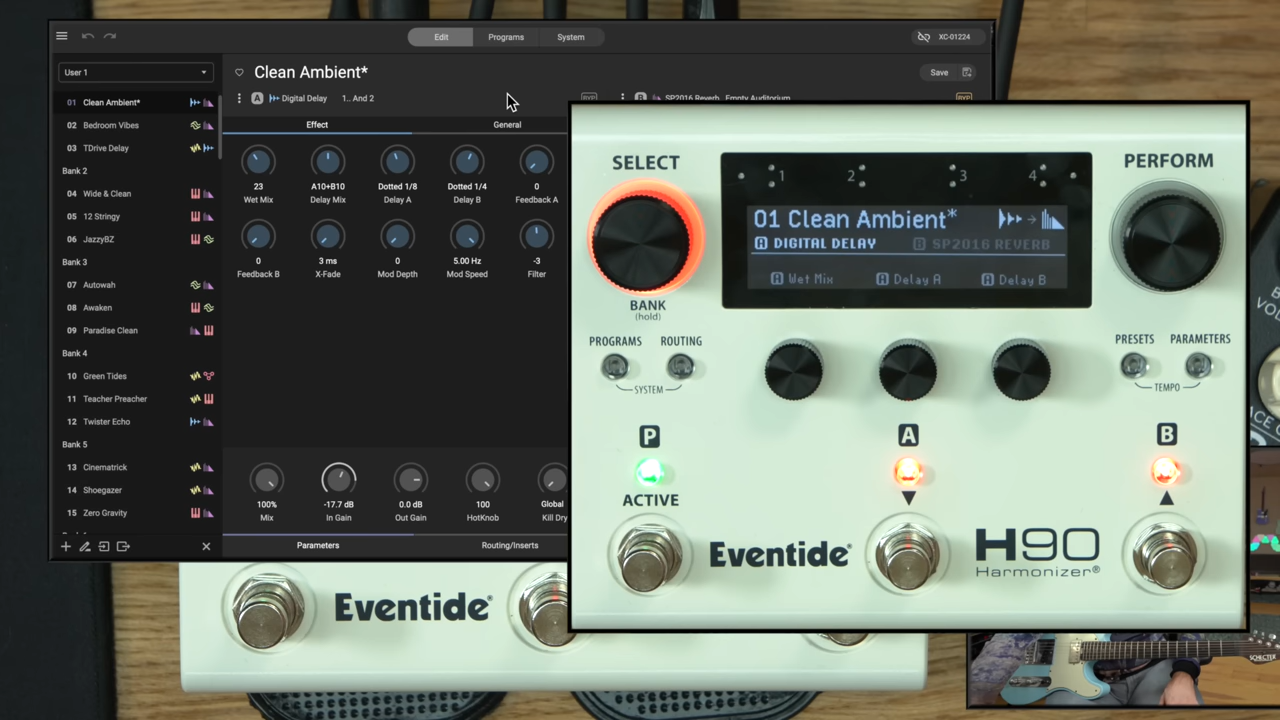 Edit
Programs
System
XC-01224
User 1
Clean Ambient*
Save
A Digital Delay 1.. And 2
BYP
B SP2016 Reverb Empty Auditorium
BYP
Effect
General
01 Clean Ambient*
02 Bedroom Vibes
03 TDrive Delay
Bank 2
04 Wide & Clean
05 12 Stringy
06 JazzyBZ
Bank 3
07 Autowah
08 Awaken
09 Paradise Clean
Bank 4
10 Green Tides
11 Teacher Preacher
12 Twister Echo
Bank 5
13 Cinematrick
14 Shoegazer
15 Zero Gravity
23
Wet Mix
A10+B10
Delay Mix
Dotted 1/8
Delay A
Dotted 1/4
Delay B
0
Feedback A
0
Feedback B
3 ms
X-Fade
0
Mod Depth
5.00 Hz
Mod Speed
-3
Filter
100%
Mix
-17.7 dB
In Gain
0.0 dB
Out Gain
100
HotKnob
Global
Kill Dry
Parameters
Routing/Inserts
SELECT
BANK
(hold)
PROGRAMS
ROUTING
SYSTEM
1 2 3 4
01 Clean Ambient*
A DIGITAL DELAY B SP2016 REVERB
A Wet Mix A Delay A A Delay B
PERFORM
PRESETS
PARAMETERS
TEMPO
P
ACTIVE
A
B
Eventide®
H90
Harmonizer®
Eventide®
SCHECTER